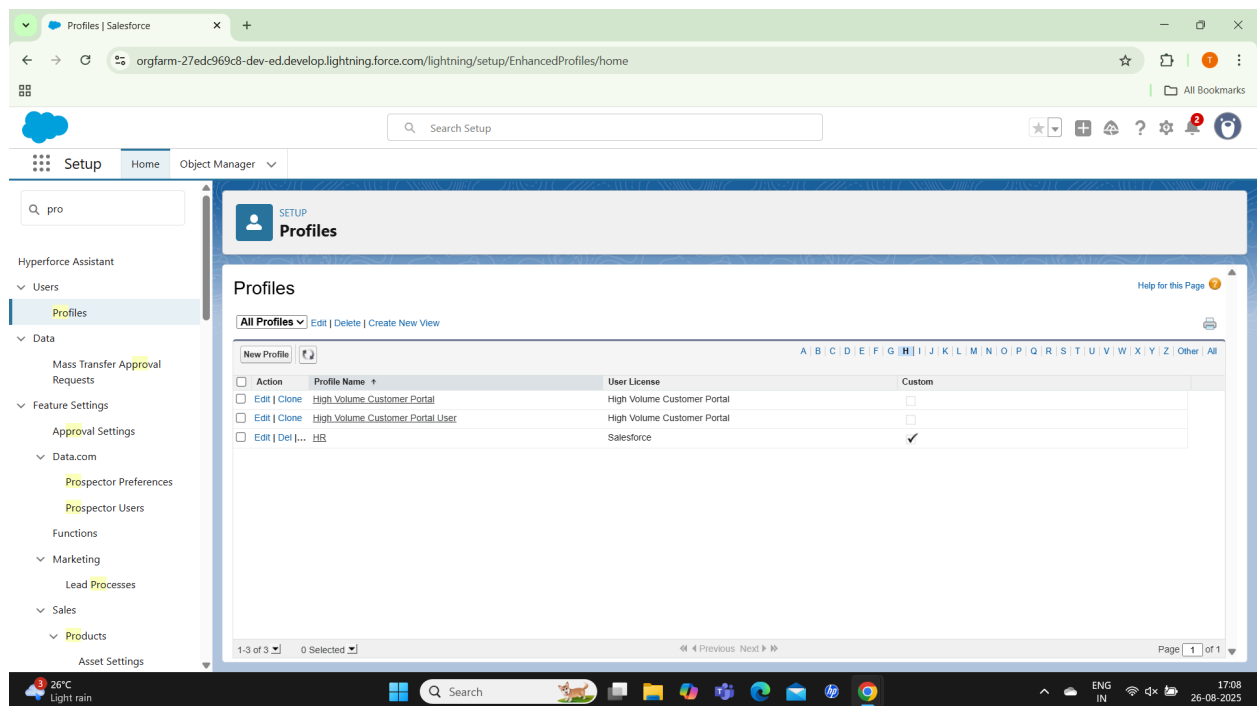 Profiles | Salesforce
orgfarm-27edc969c8-dev-ed.develop.lightning.force.com/lightning/setup/EnhancedProfiles/home
T
All Bookmarks
Search Setup
2
Setup Home Object Manager
pro
SETUP
Profiles
Hyperforce Assistant
Users
Profiles
Data
Mass Transfer Approval
Requests
Feature Settings
Approval Settings
Data.com
Prospector Preferences
Prospector Users
Functions
Marketing
Lead Processes
Sales
Products
Asset Settings
Profiles
Help for this Page ?
All Profiles Edit | Delete | Create New View
New Profile
A | B | C | D | E | F | G | H | I | J | K | L | M | N | O | P | Q | R | S | T | U | V | W | X | Y | Z | Other | All
Action Profile Name User License Custom
Edit | Clone High Volume Customer Portal High Volume Customer Portal
Edit | Clone High Volume Customer Portal User High Volume Customer Portal
Edit | Del |... HR Salesforce
1-3 of 3 0 Selected Previous Next Page 1 of 1
3
26°C
Light rain
Search
hp
ENG
IN
17:08
26-08-2025